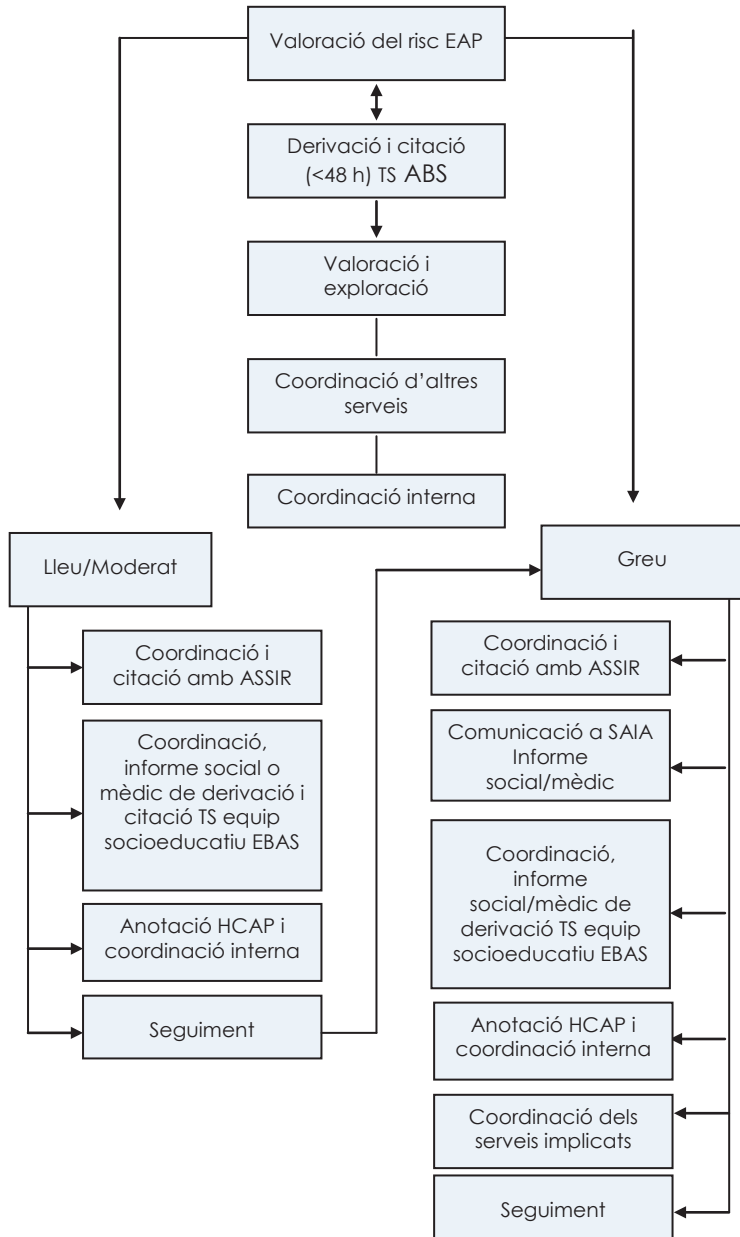 Valoració del risc EAP
Derivació i citació
(<48 h) TS ABS
Valoració i
exploració
Coordinació d'altres
serveis
Coordinació interna
Lleu/Moderat
Coordinació i
citació amb ASSIR
Coordinació,
informe social o
mèdic de derivació i
citació TS equip
socioeducatiu EBAS
Anotació HCAP i
coordinació interna
Seguiment
Greu
Coordinació i
citació amb ASSIR
Comunicació a SAIA
Informe
social/mèdic
Coordinació,
informe
social/mèdic de
derivació TS equip
socioeducatiu EBAS
Anotació HCAP i
coordinació interna
Coordinació dels
serveis implicats
Seguiment